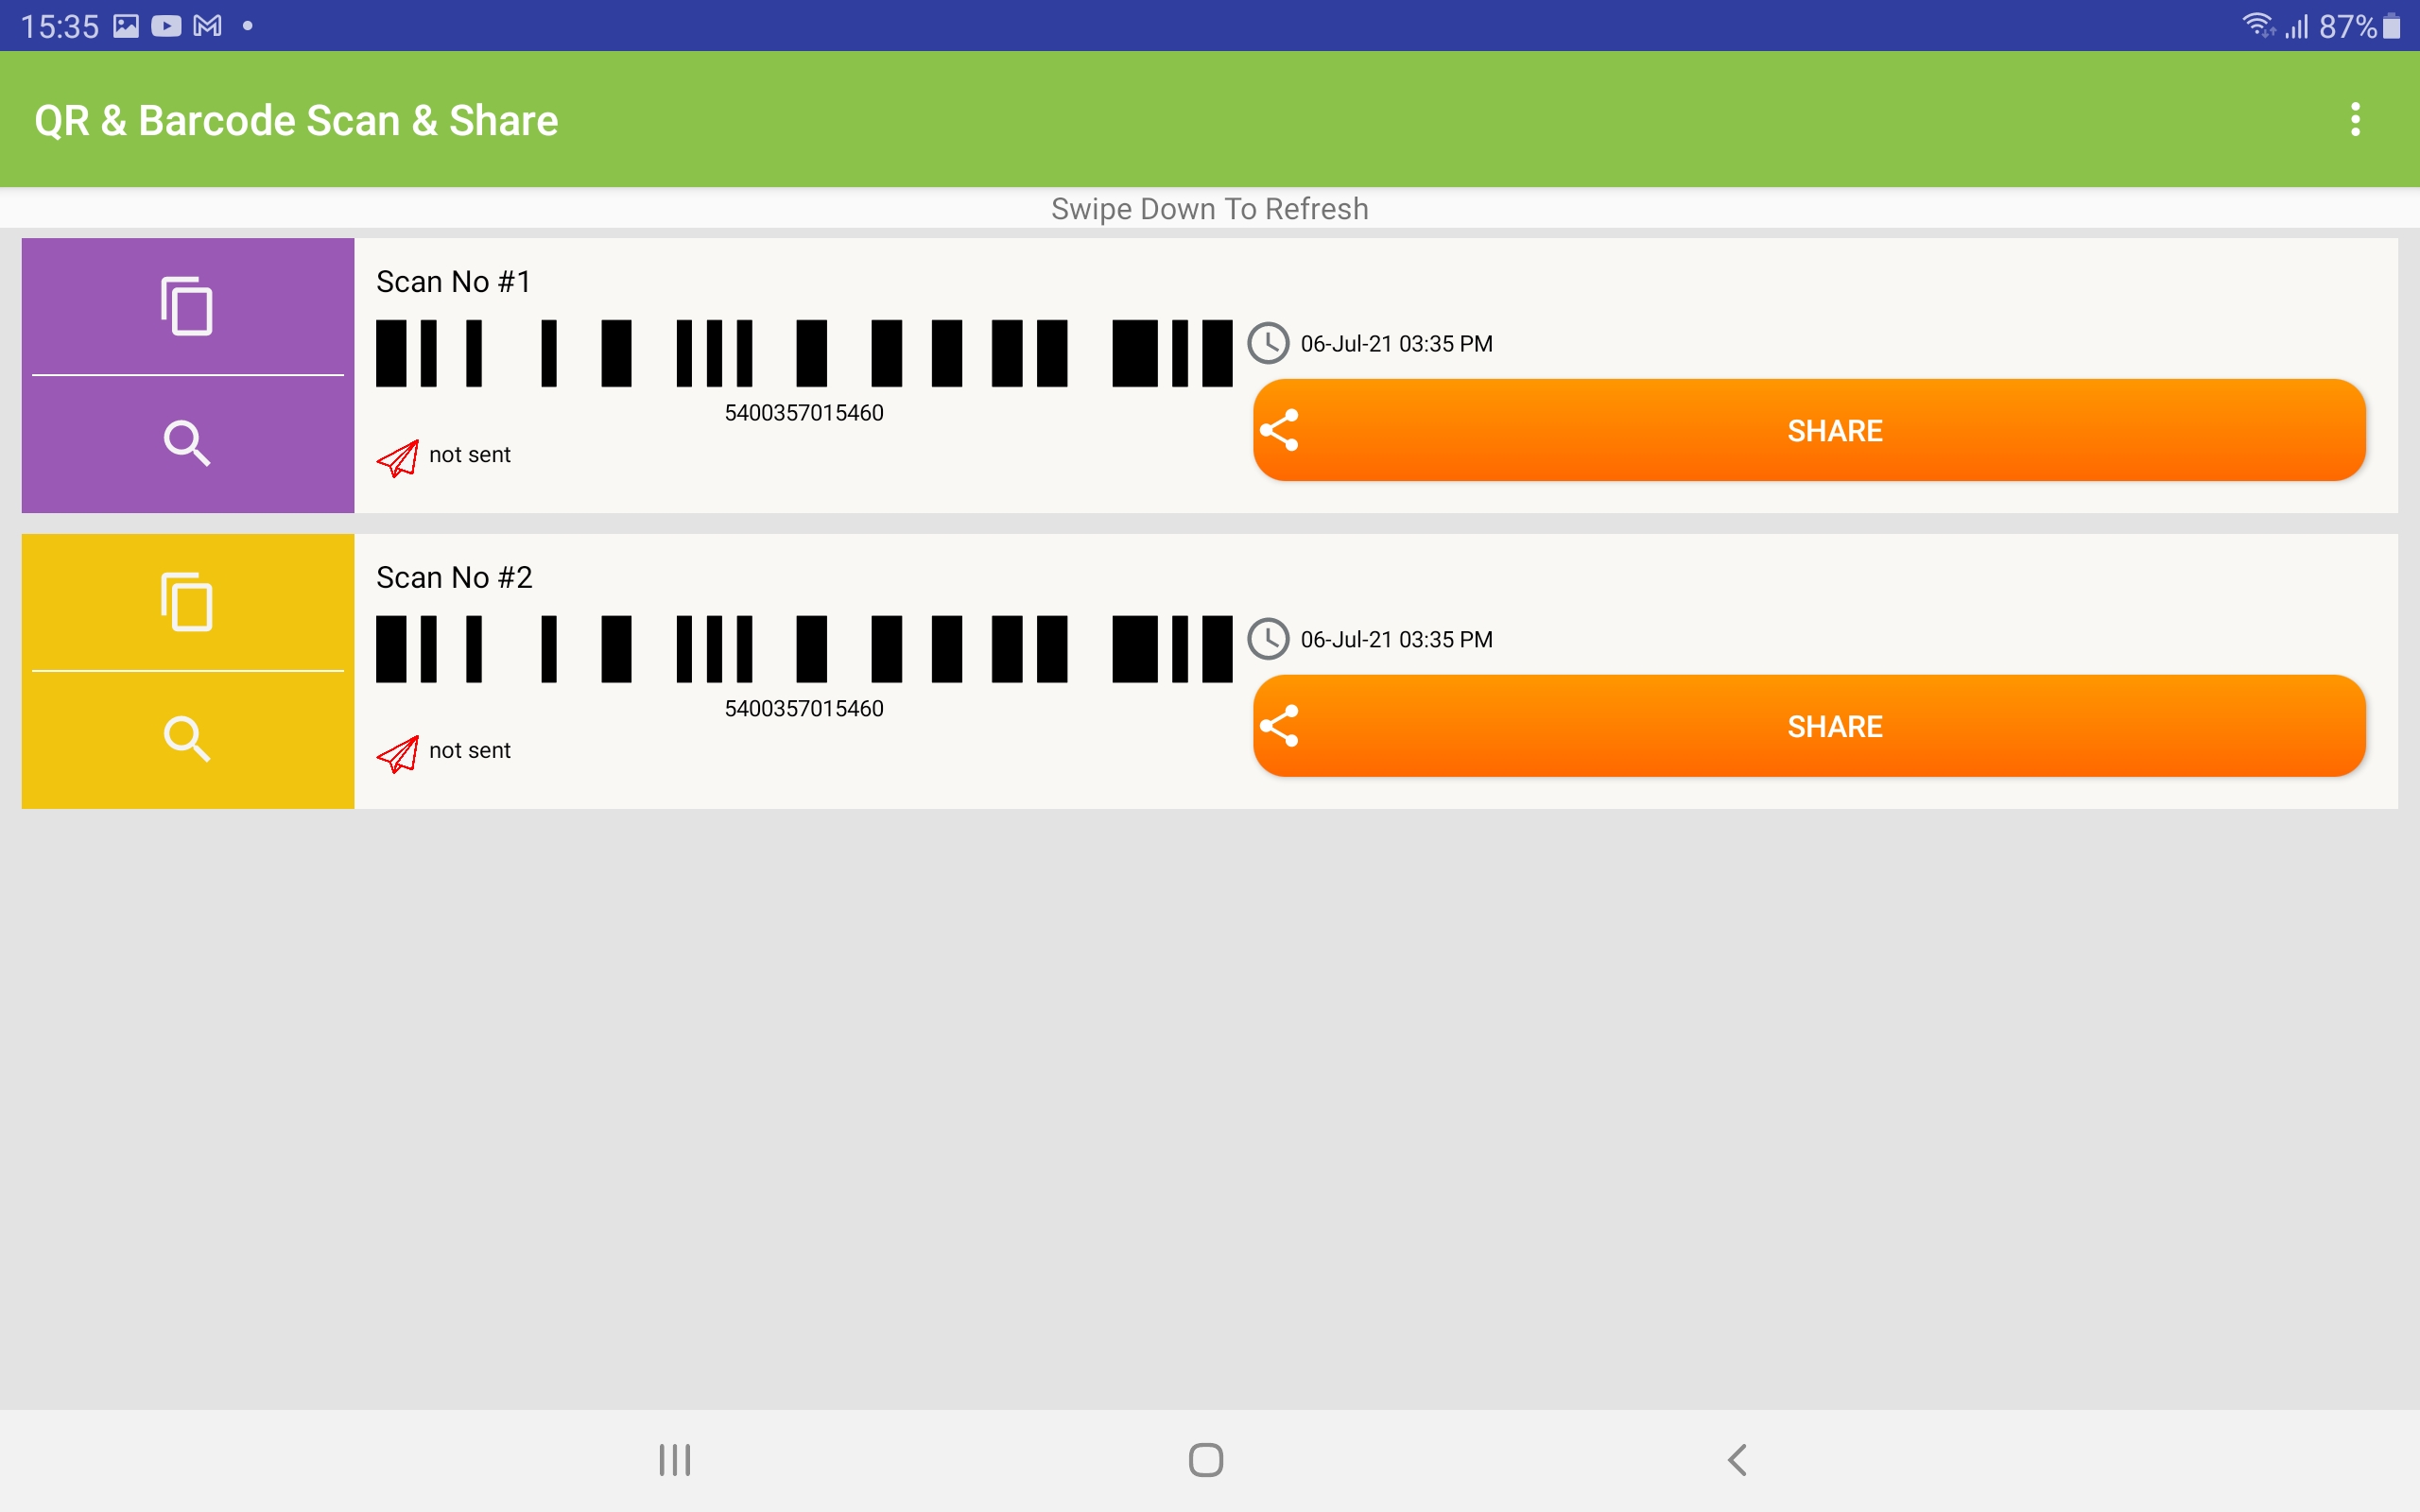 15:35 87%
QR & Barcode Scan & Share
Swipe Down To Refresh
Scan No #1
06-Jul-21 03:35 PM
5400357015460
SHARE
not sent
Scan No #2
06-Jul-21 03:35 PM
5400357015460
SHARE
not sent